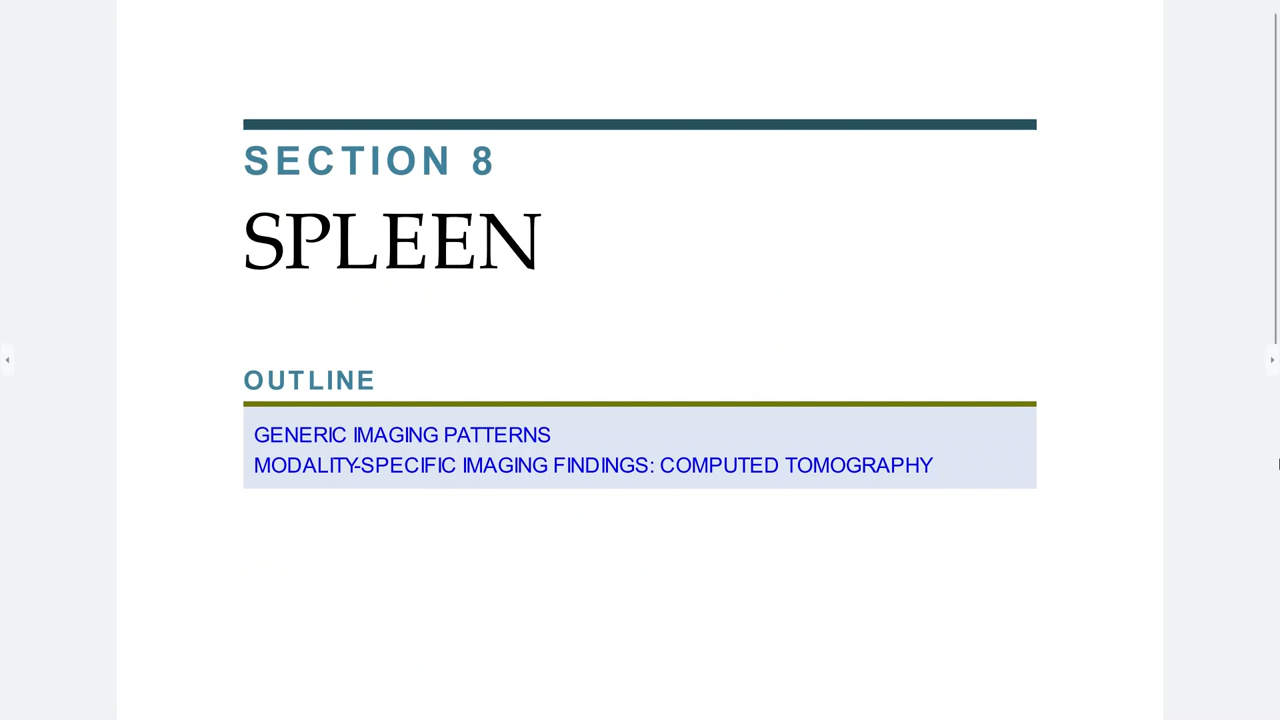 SECTION 8
SPLEEN
OUTLINE
GENERIC IMAGING PATTERNS
MODALITY-SPECIFIC IMAGING FINDINGS: COMPUTED TOMOGRAPHY